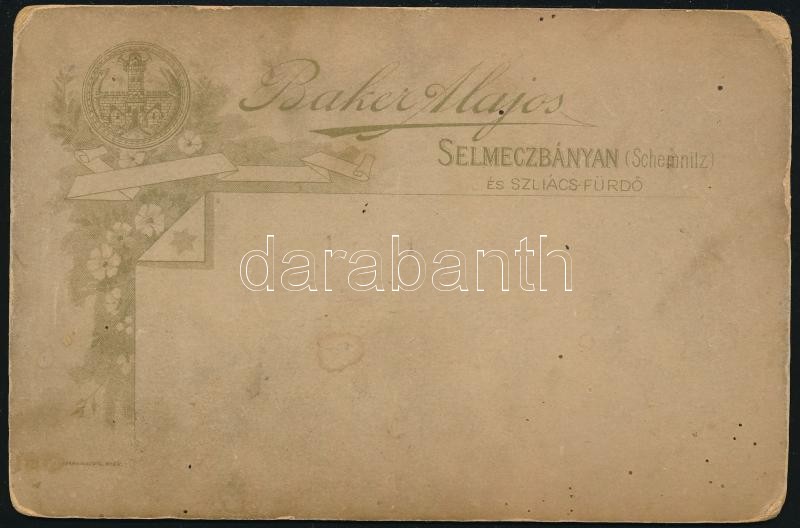 Baker Alajos
SELMECZBÁNYAN (Schemnitz)
ÉS SZLIÁCS-FÜRDŐ
darabanth